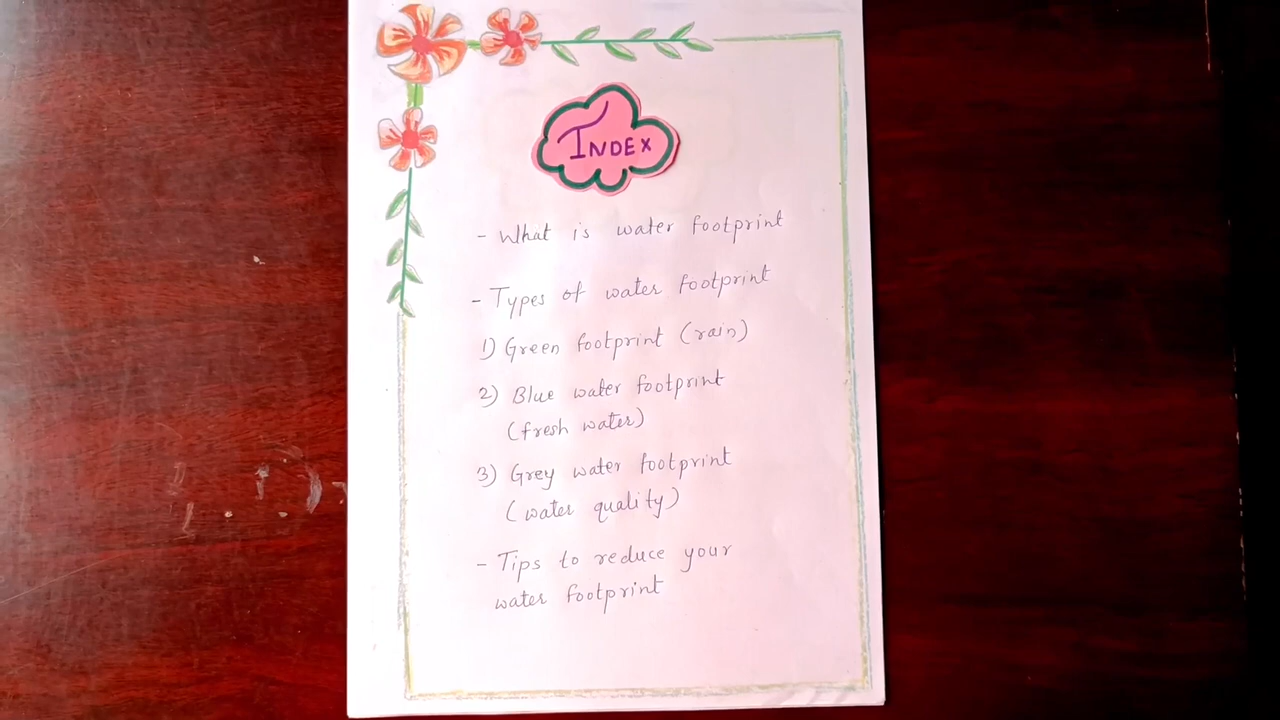 INDEX
- What is water footprint
- Types of water footprint
1) Green footprint (rain)
2) Blue water footprint
(fresh water)
3) Grey water footprint
(water quality)
- Tips to reduce your
water footprint